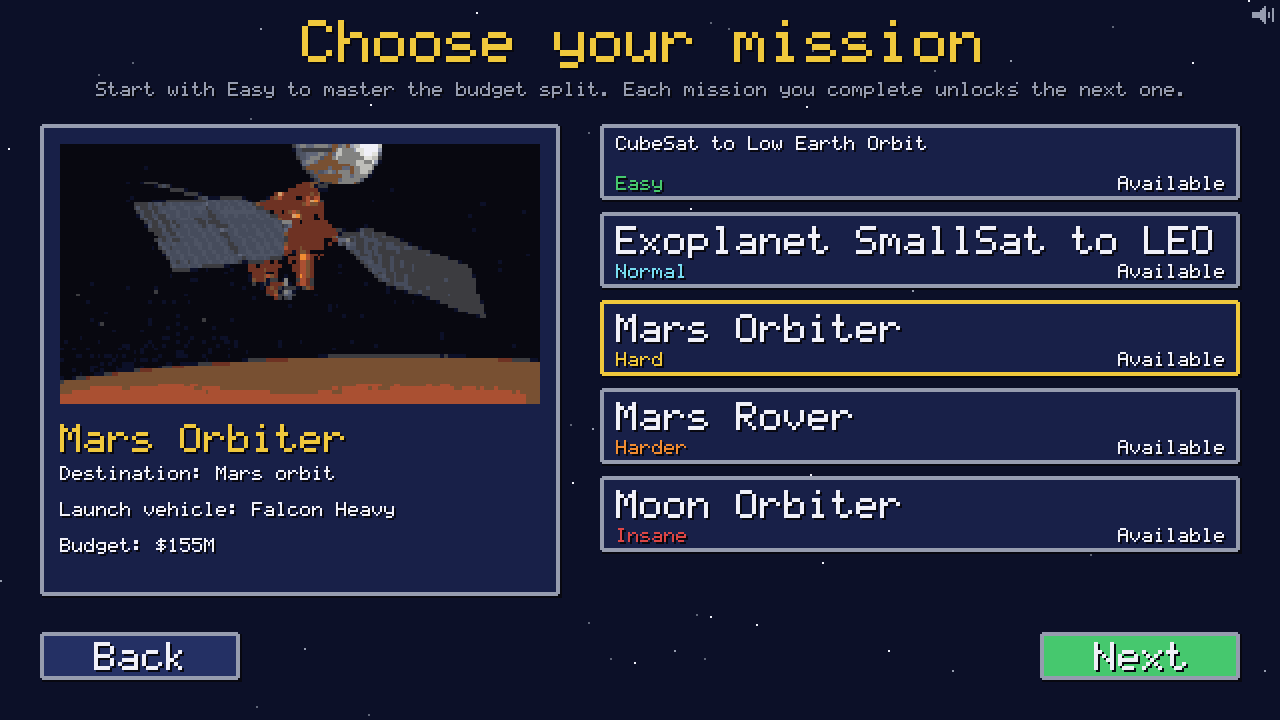 Choose your mission
Start with Easy to master the budget split. Each mission you complete unlocks the next one.
Mars Orbiter
Destination: Mars orbit
Launch vehicle: Falcon Heavy
Budget: $155M
CubeSat to Low Earth Orbit
Easy Available
Exoplanet SmallSat to LEO
Normal Available
Mars Orbiter
Hard Available
Mars Rover
Harder Available
Moon Orbiter
Insane Available
Back
Next